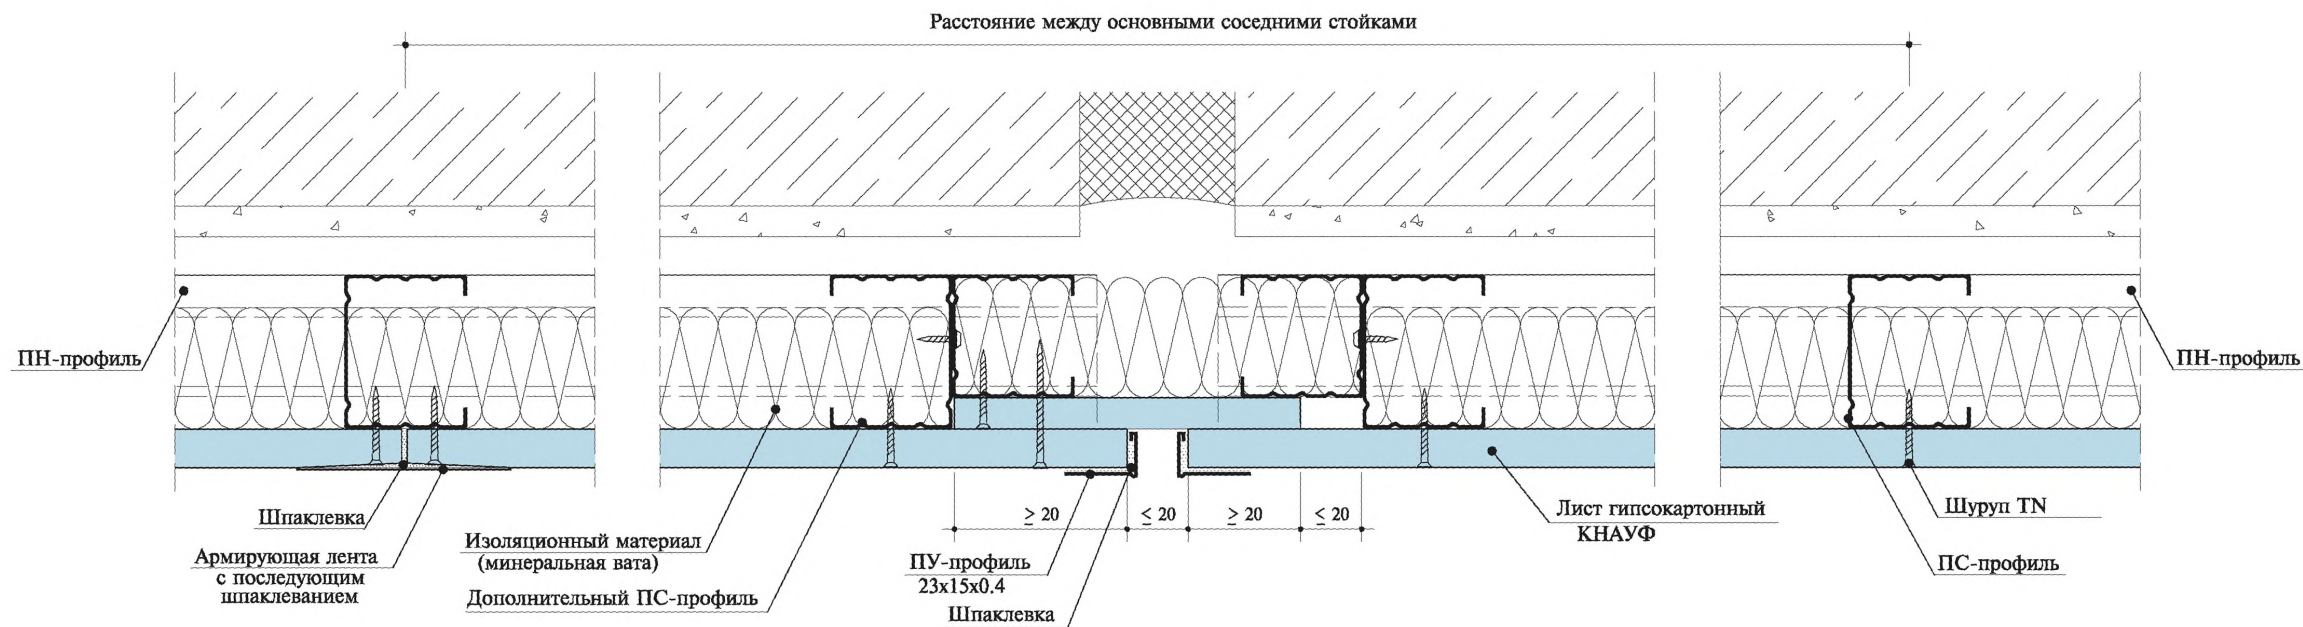 Расстояние между основными соседними стойками
ПН-профиль
ПН-профиль
Шпаклевка
Армирующая лента
с последующим
шпаклеванием
Изоляционный материал
(минеральная вата)
Дополнительный ПС-профиль
≥ 20
≤ 20
≥ 20
≤ 20
ПУ-профиль
23х15х0.4
Шпаклевка
Лист гипсокартонный
КНАУФ
Шуруп TN
ПС-профиль